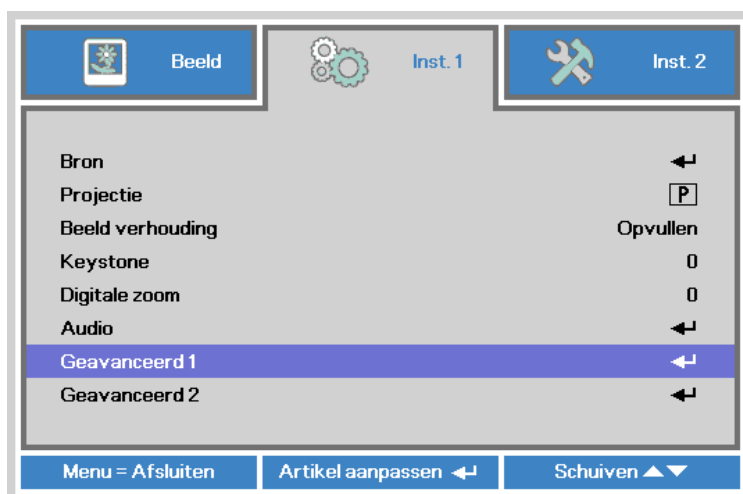 Beeld Inst. 1 Inst. 2
Bron
Projectie P
Beeld verhouding Opvullen
Keystone 0
Digitale zoom 0
Audio
Geavanceerd 1
Geavanceerd 2
Menu = Afsluiten Artikel aanpassen Schuiven